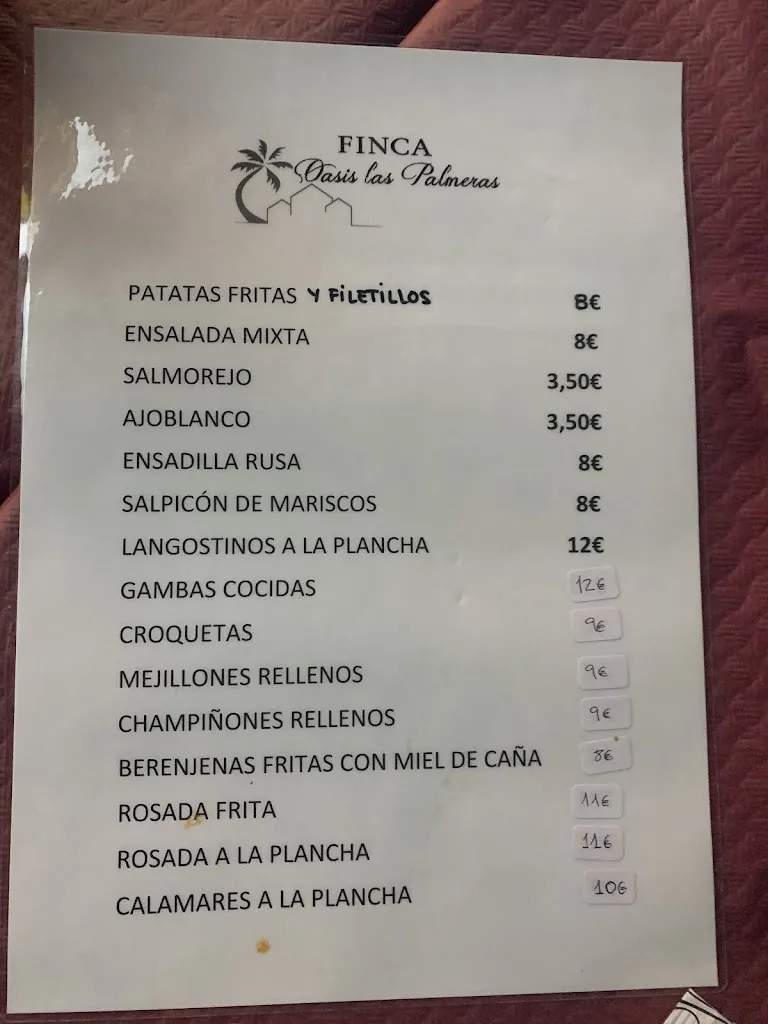 FINCA
Oasis las Palmeras
PATATAS FRITAS Y FiLETiLLOS 8€
ENSALADA MIXTA 8€
SALMOREJO 3,50€
AJOBLANCO 3,50€
ENSADILLA RUSA 8€
SALPICÓN DE MARISCOS 8€
LANGOSTINOS A LA PLANCHA 12€
GAMBAS COCIDAS 12€
CROQUETAS 9€
MEJILLONES RELLENOS 9€
CHAMPIÑONES RELLENOS 9€
BERENJENAS FRITAS CON MIEL DE CAÑA 8€
ROSADA FRITA 11€
ROSADA A LA PLANCHA 11€
CALAMARES A LA PLANCHA 10€